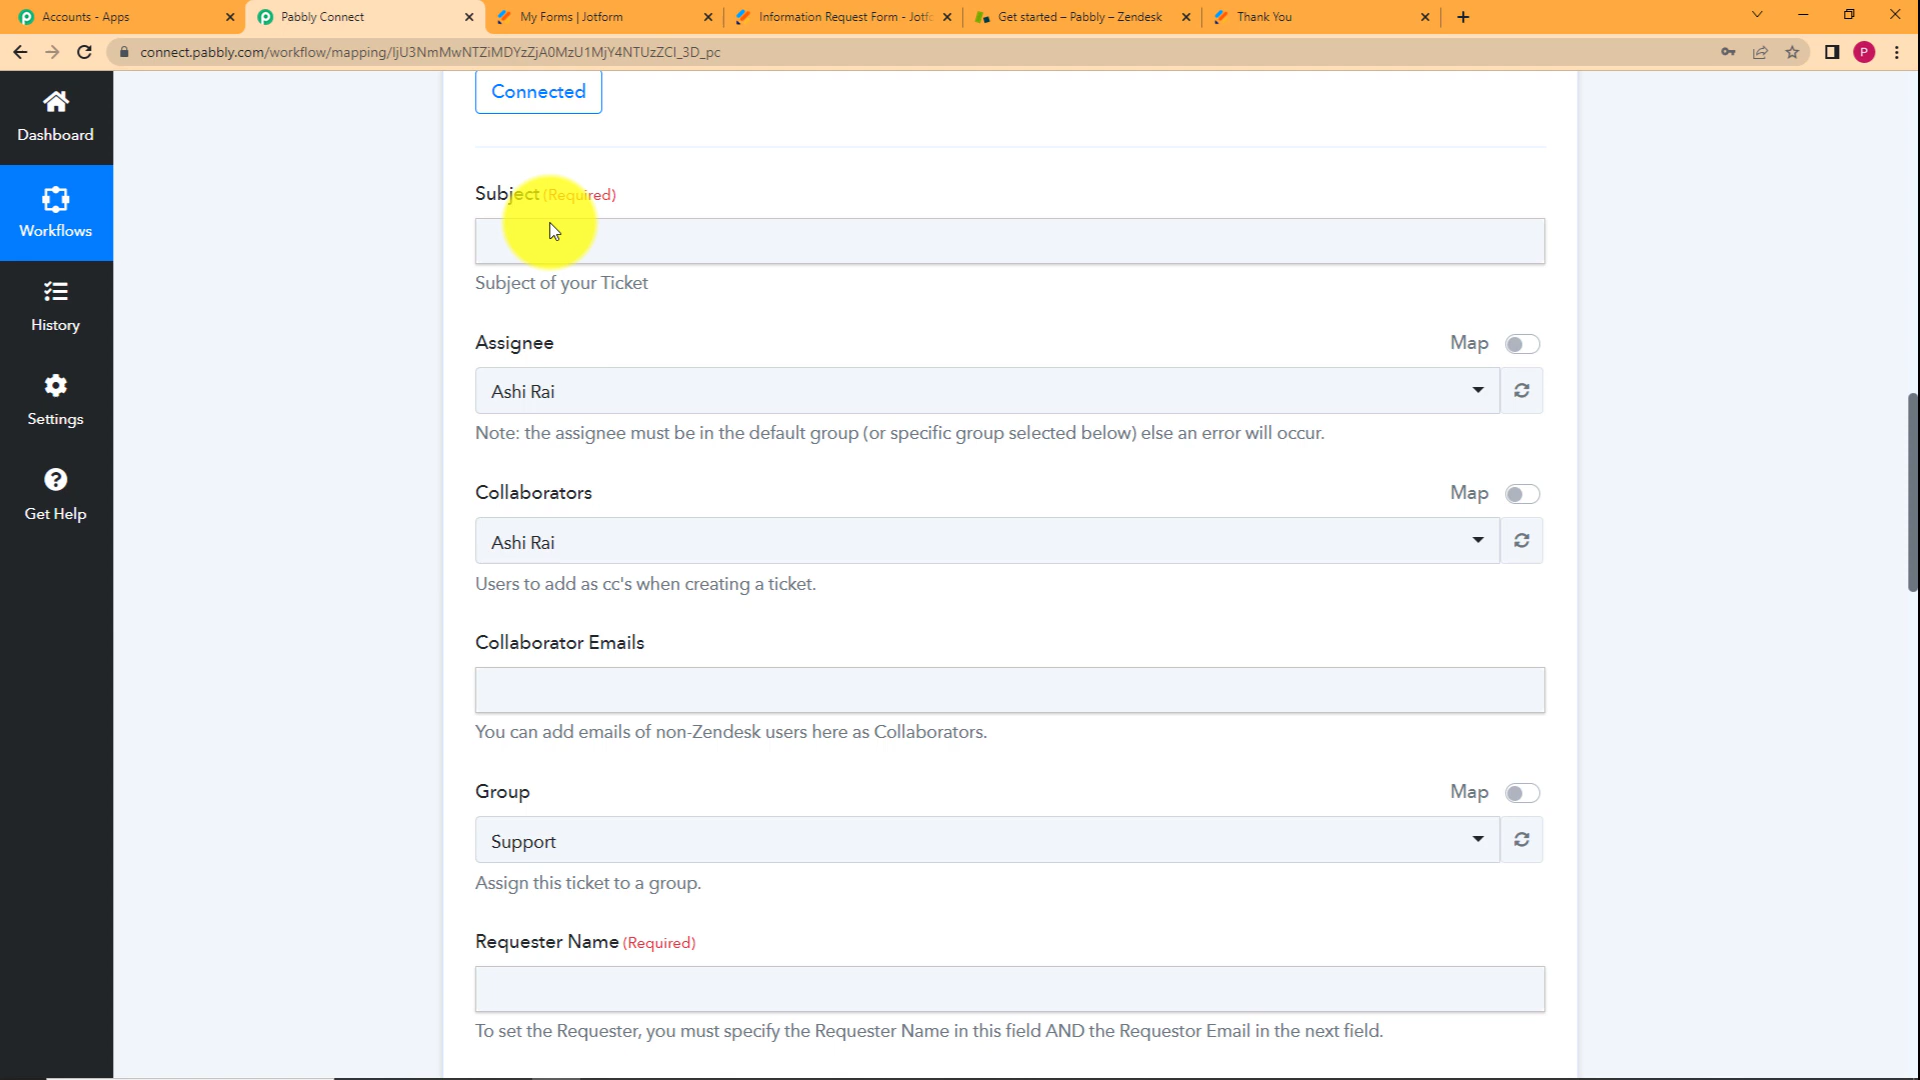 Accounts - Apps
Pabbly Connect
My Forms | Jotform
Information Request Form - Jotfo
Get started – Pabbly – Zendesk
Thank You
connect.pabbly.com/workflow/mapping/
P
Dashboard
Workflows
History
Settings
Get Help
Connected
Subject (Required)
Subject of your Ticket
Assignee
Map
Ashi Rai
Note: the assignee must be in the default group (or specific group selected below) else an error will occur.
Collaborators
Map
Ashi Rai
Users to add as cc's when creating a ticket.
Collaborator Emails
You can add emails of non-Zendesk users here as Collaborators.
Group
Map
Support
Assign this ticket to a group.
Requester Name (Required)
To set the Requester, you must specify the Requester Name in this field AND the Requestor Email in the next field.